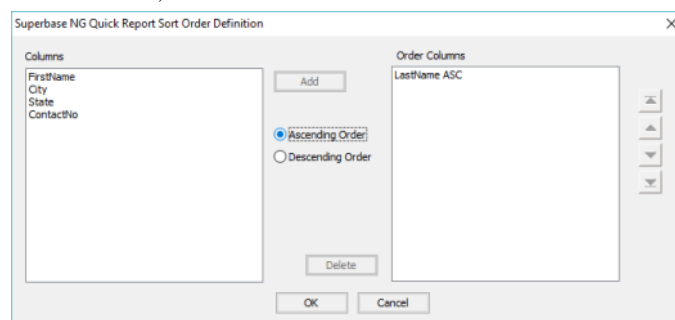 Superbase NG Quick Report Sort Order Definition
Columns
Order Columns
FirstName
City
State
ContactNo
Add
Ascending Order
Descending Order
LastName ASC
Delete
OK
Cancel